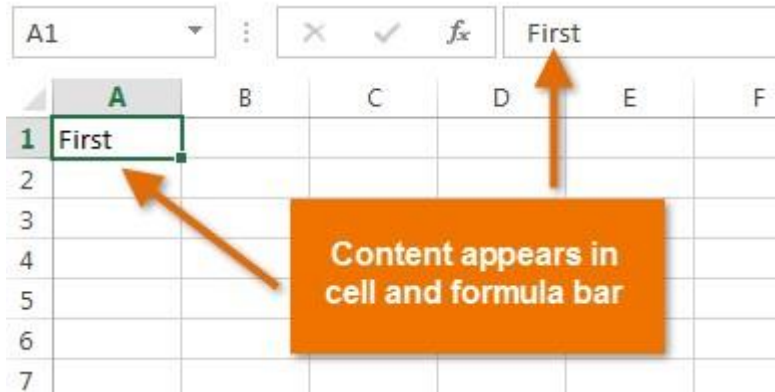 A1 fx First
A B C D E F
1 First
2
3
4
5
6
7
Content appears in
cell and formula bar